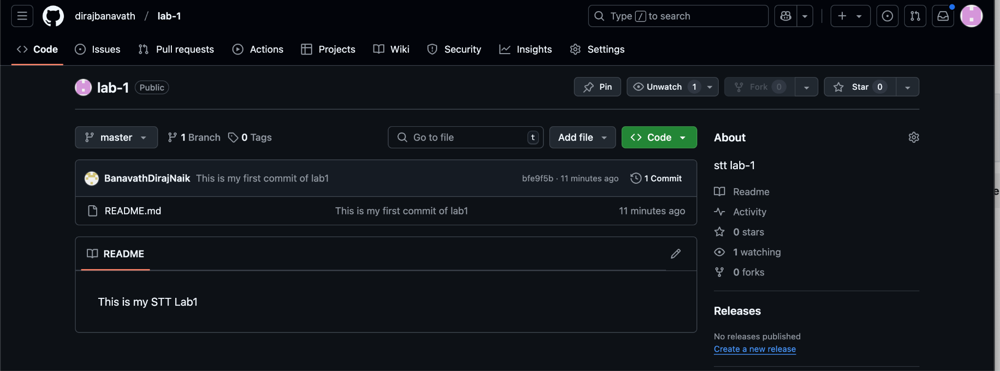 dirajbanavath / lab-1 Type / to search
Code Issues Pull requests Actions Projects Wiki Security Insights Settings
lab-1 Public Pin Unwatch 1 Fork 0 Star 0
master 1 Branch 0 Tags Go to file t Add file Code
BanavathDirajNaik This is my first commit of lab1 bfe9f5b · 11 minutes ago 1 Commit
README.md This is my first commit of lab1 11 minutes ago
README
This is my STT Lab1
About
stt lab-1
Readme
Activity
0 stars
1 watching
0 forks
Releases
No releases published
Create a new release